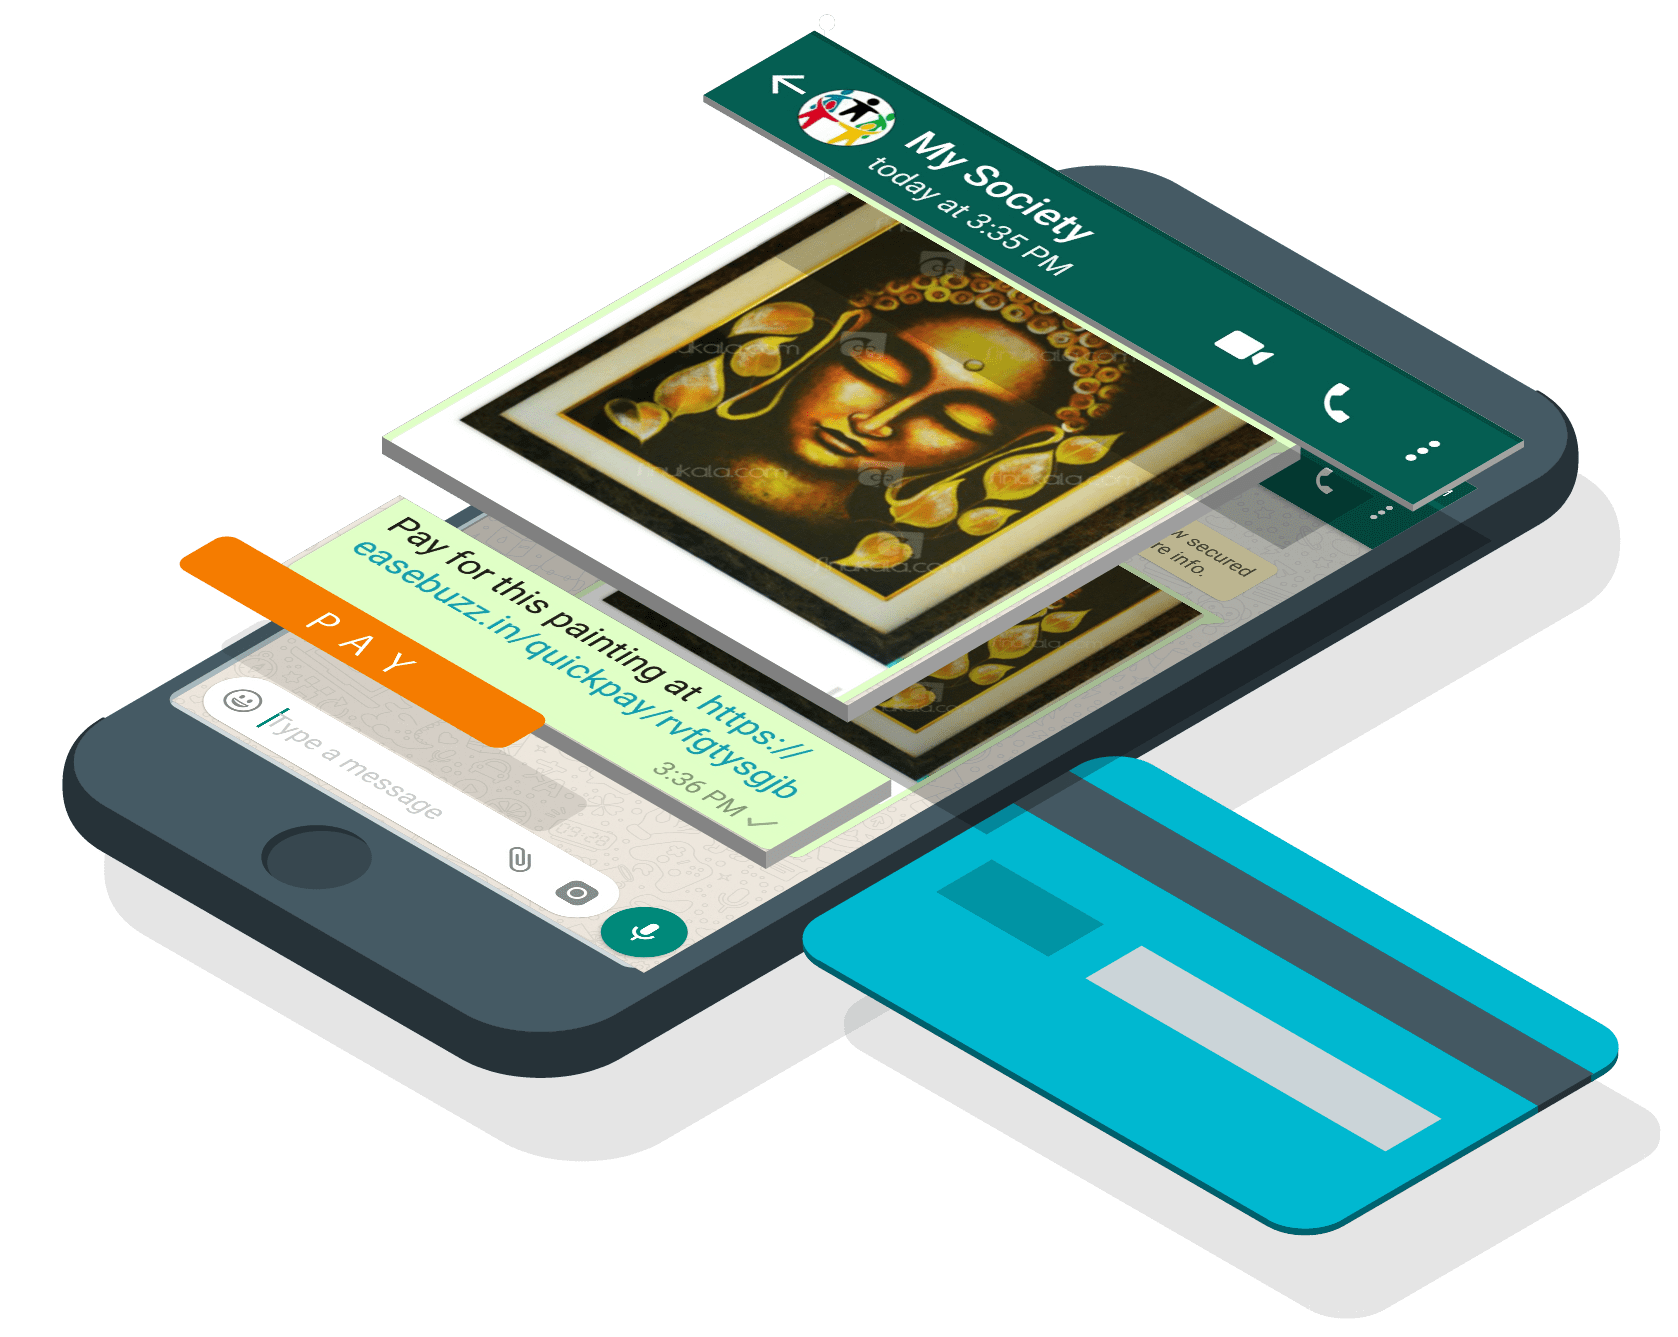 My Society
today at 3:35 PM
w secured
re info.
Pay for this painting at https://
easebuzz.in/quickpay/rvfgtysgjb
3:36 PM
PAY
Type a message